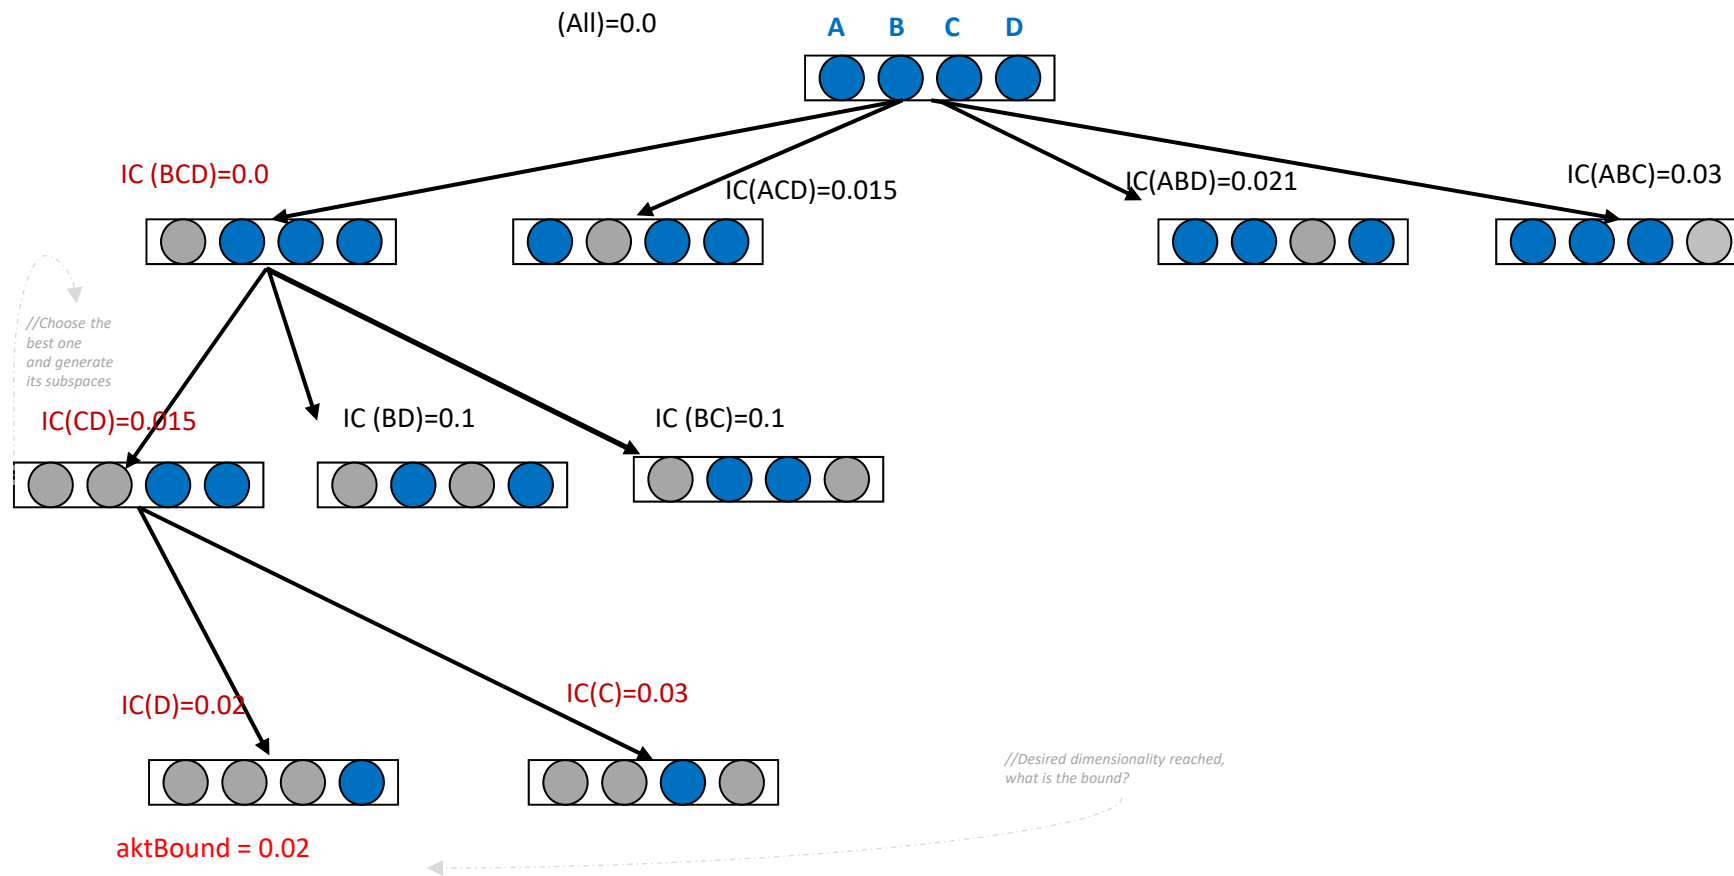 (All)=0.0
A B C D
IC (BCD)=0.0
IC(ACD)=0.015
IC(ABD)=0.021
IC(ABC)=0.03
//Choose the
best one
and generate
its subspaces
IC(CD)=0.015
IC (BD)=0.1
IC (BC)=0.1
IC(D)=0.02
IC(C)=0.03
//Desired dimensionality reached,
what is the bound?
aktBound = 0.02